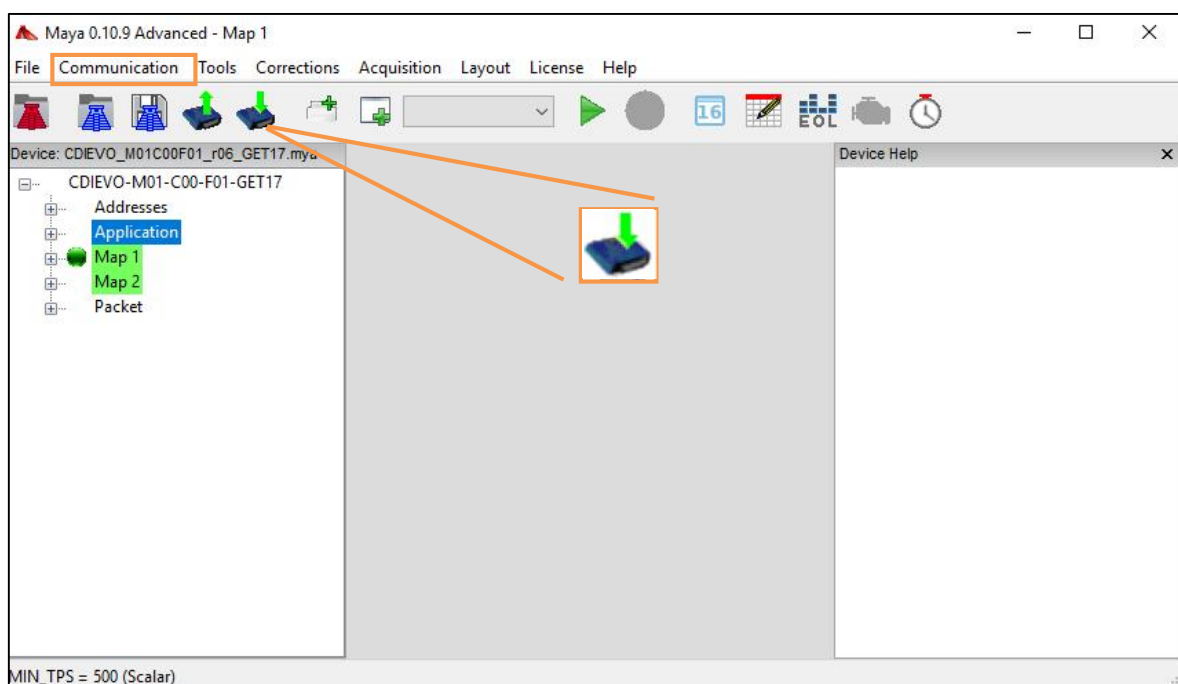 Maya 0.10.9 Advanced - Map 1
File Communication Tools Corrections Acquisition Layout License Help
16 EOL
Device: CDIEVO_M01C00F01_r06_GET17.mya
Device Help
CDIEVO-M01-C00-F01-GET17
Addresses
Application
Map 1
Map 2
Packet
MIN_TPS = 500 (Scalar)